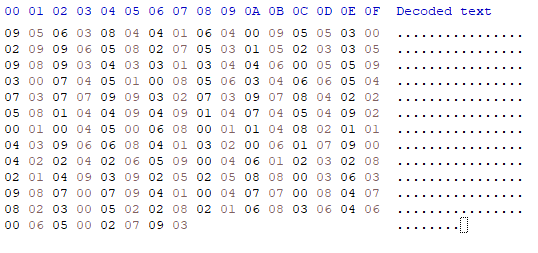 00 01 02 03 04 05 06 07 08 09 0A 0B 0C 0D 0E 0F Decoded text
09 05 06 03 08 04 04 01 06 04 00 09 05 05 03 00 ................
02 09 09 06 05 08 02 07 05 03 01 05 02 03 03 05 ................
09 08 09 03 04 03 03 01 03 04 04 06 00 05 05 09 ................
03 00 07 04 05 01 00 08 05 06 03 04 06 06 05 04 ................
07 03 07 07 09 09 03 02 07 03 09 07 08 04 02 02 ................
05 08 01 04 04 09 04 09 01 04 07 04 05 04 09 02 ................
00 01 00 04 05 00 06 08 00 01 01 04 08 02 01 01 ................
04 03 09 06 06 08 04 01 03 02 00 06 01 07 09 00 ................
04 02 02 04 02 06 05 09 00 04 06 01 02 03 02 08 ................
02 01 04 09 03 09 02 05 02 05 08 08 00 03 06 03 ................
09 08 07 00 07 09 04 01 00 04 07 07 00 08 04 07 ................
08 02 03 00 05 02 02 08 02 01 06 08 03 06 04 06 ................
00 06 05 00 02 07 09 03 ........